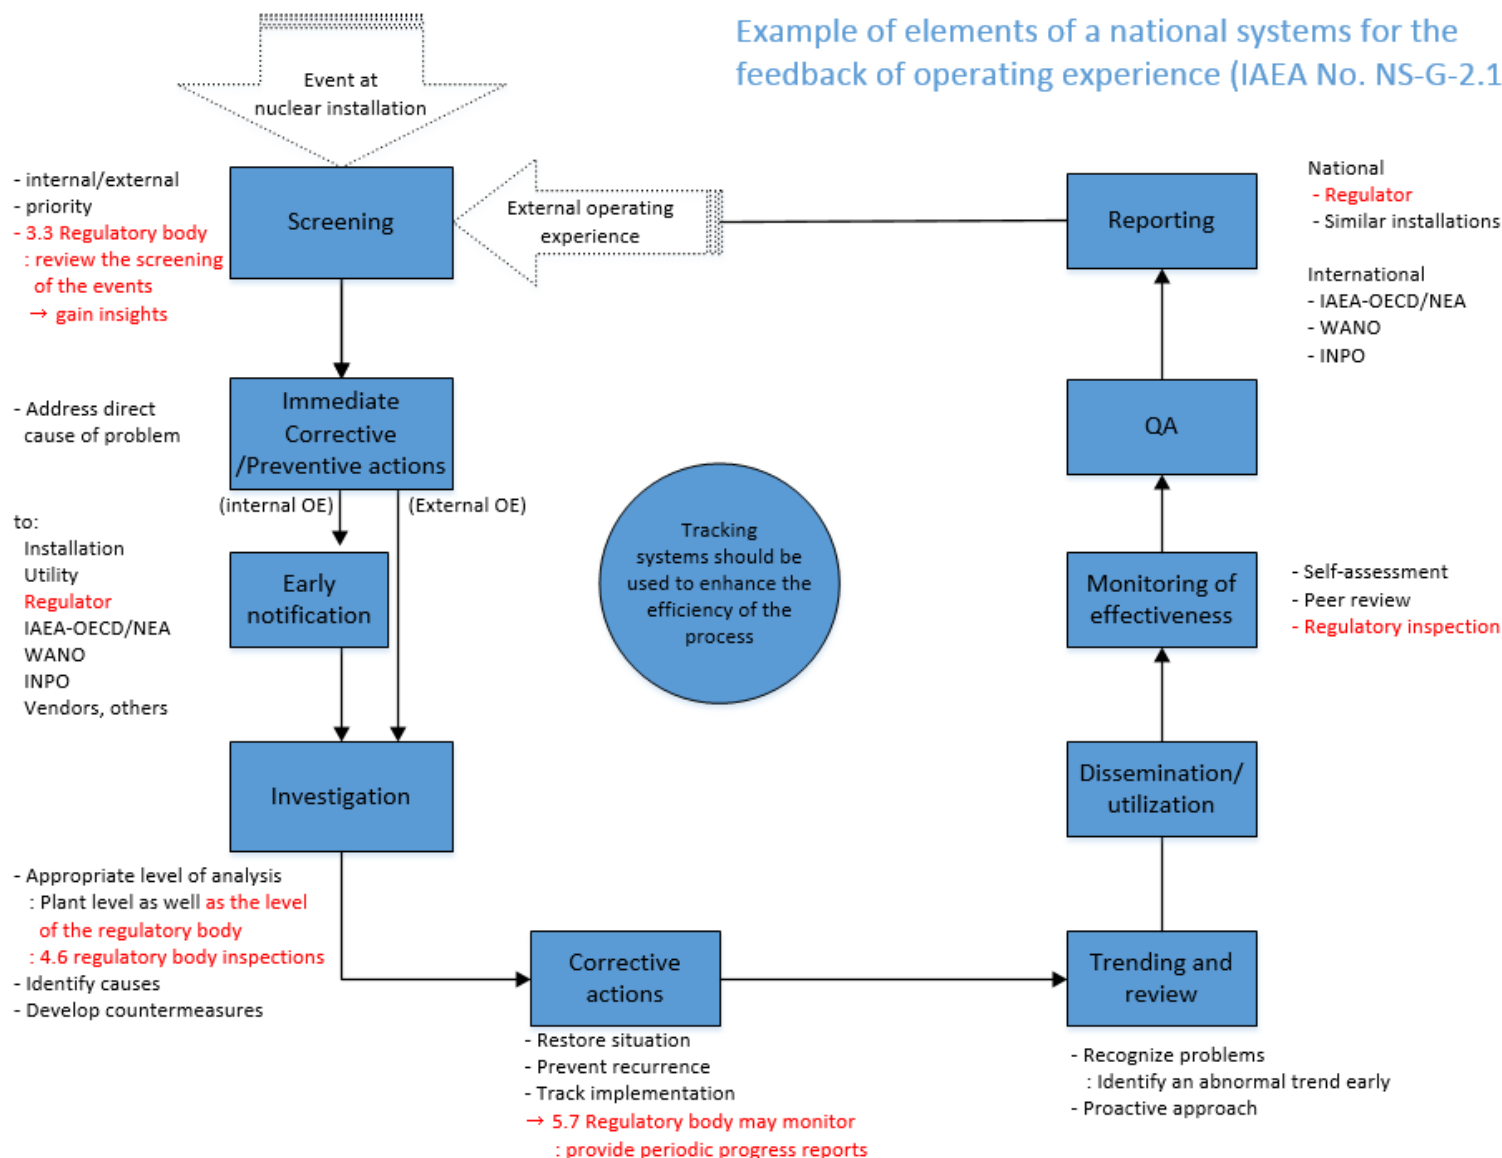 Example of elements of a national systems for the
feedback of operating experience (IAEA No. NS-G-2.1
Event at
nuclear installation
- internal/external
- priority
- 3.3 Regulatory body
: review the screening
of the events
→ gain insights
Screening
External operating
experience
Reporting
National
- Regulator
- Similar installations
International
- IAEA-OECD/NEA
- WANO
- INPO
- Address direct
cause of problem
Immediate
Corrective
/Preventive actions
QA
(internal OE)
(External OE)
to:
Installation
Utility
Regulator
IAEA-OECD/NEA
WANO
INPO
Vendors, others
Early
notification
Tracking
systems should be
used to enhance the
efficiency of the
process
Monitoring of
effectiveness
- Self-assessment
- Peer review
- Regulatory inspection
Investigation
Dissemination/
utilization
- Appropriate level of analysis
: Plant level as well as the level
of the regulatory body
: 4.6 regulatory body inspections
- Identify causes
- Develop countermeasures
Corrective
actions
Trending and
review
- Restore situation
- Prevent recurrence
- Track implementation
→ 5.7 Regulatory body may monitor
: provide periodic progress reports
- Recognize problems
: Identify an abnormal trend early
- Proactive approach